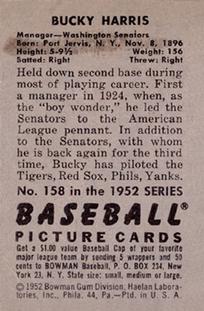 BUCKY HARRIS
Manager—Washington Senators
Born: Port Jervis, N. Y., Nov. 8, 1896
Height: 5-9½ Weight: 156
Batted: Right Threw: Right
Held down second base during
most of playing career. First
a manager in 1924, when, as
the "boy wonder," he led the
Senators to the American
League pennant. In addition
to the Senators, with whom
he is back again for the third
time, Bucky has piloted the
Tigers, Red Sox, Phils, Yanks.
No. 158 in the 1952 SERIES
BASEBALL®
PICTURE CARDS
Get a $1.00 value Baseball Cap of your favorite
major league team by sending 5 wrappers and 50
cents to BOWMAN BASEBALL, P. O. BOX 234, New
York 23, N. Y. State size: small, medium or large.
©1952 Bowman Gum Division, Haelan Labora-
tories, Inc., Phila. 44, Pa.—Ptd. in U. S. A.